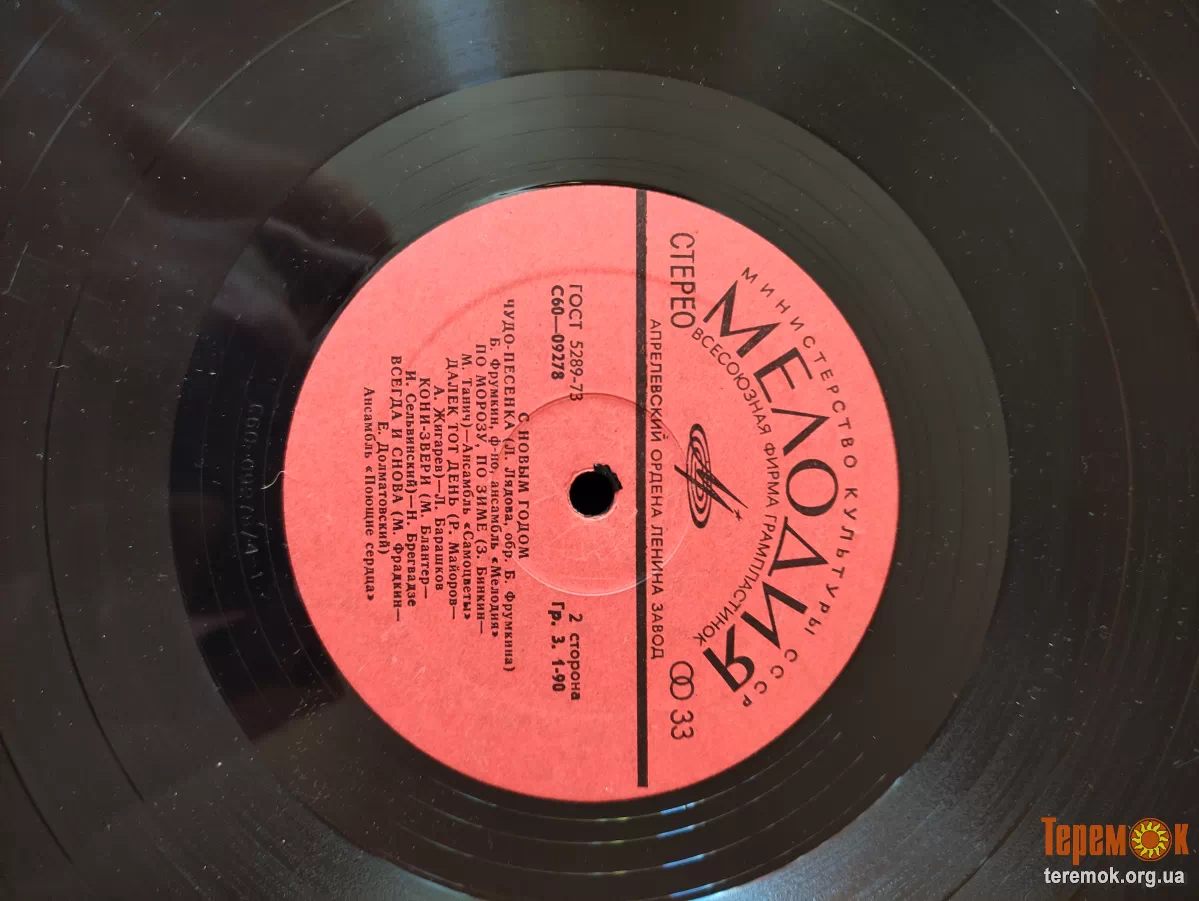 МИНИСТЕРСТВО КУЛЬТУРЫ СССР
МЕЛОДИЯ
ВСЕСОЮЗНАЯ ФИРМА ГРАМПЛАСТИНОК
СТЕРЕО
33
АПРЕЛЕВСКИЙ ОРДЕНА ЛЕНИНА ЗАВОД
ГОСТ 5289-73
2 сторона
С60—09278
Гр. 3. 1-90
С НОВЫМ ГОДОМ
ЧУДО-ПЕСЕНКА (Л. Лядова, обр. Б. Фрумкина)
Б. Фрумкин, ф-но, ансамбль «Мелодия»
ПО МОРОЗУ, ПО ЗИМЕ (З. Бинкин—
М. Танич)—Ансамбль «Самоцветы»
ДАЛЕК ТОТ ДЕНЬ (Р. Майоров—
А. Жигарев)—Л. Барашков
КОНИ-ЗВЕРИ (М. Блантер—
И. Сельвинский)—Н. Брегвадзе
ВСЕГДА И СНОВА (М. Фрадкин—
Е. Долматовский)
Ансамбль «Поющие сердца»
Теремок
teremok.org.ua